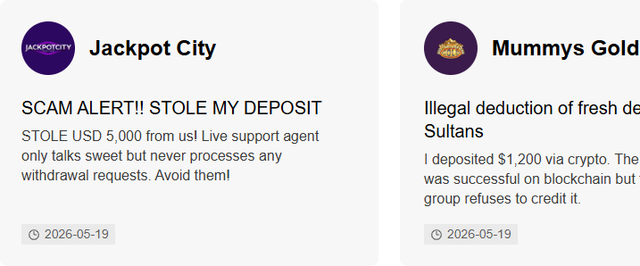 JACKPOTCITY
Jackpot City
SCAM ALERT!! STOLE MY DEPOSIT
STOLE USD 5,000 from us! Live support agent
only talks sweet but never processes any
withdrawal requests. Avoid them!
2026-05-19
Mummys Gold
Illegal deduction of fresh de
Sultans
I deposited $1,200 via crypto. The
was successful on blockchain but
group refuses to credit it.
2026-05-19